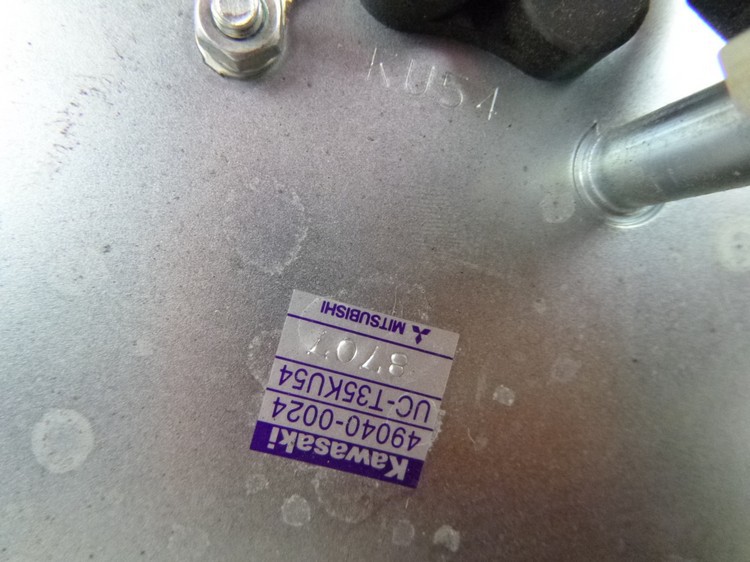 KU54
Kawasaki
49040-0024
UC-T35KU54
8707
MITSUBISHI